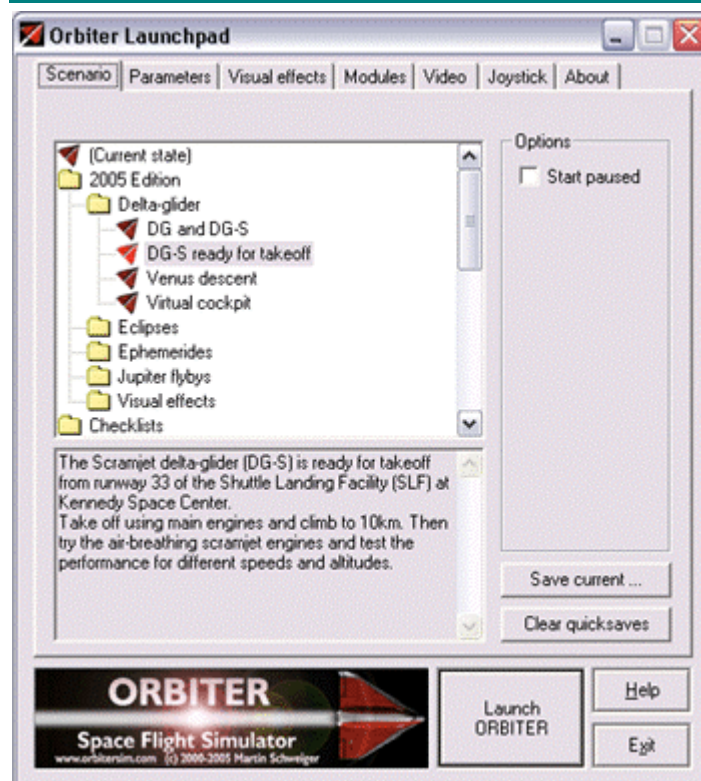 Orbiter Launchpad
Scenario Parameters Visual effects Modules Video Joystick About
(Current state)
2005 Edition
Delta-glider
DG and DG-S
DG-S ready for takeoff
Venus descent
Virtual cockpit
Eclipses
Ephemerides
Jupiter flybys
Visual effects
Checklists
The Scramjet delta-glider (DG-S) is ready for takeoff
from runway 33 of the Shuttle Landing Facility (SLF) at
Kennedy Space Center.
Take off using main engines and climb to 10km. Then
try the air-breathing scramjet engines and test the
performance for different speeds and altitudes.
Options
Start paused
Save current ...
Clear quicksaves
ORBITER
Space Flight Simulator
www.orbitersim.com (c) 2000-2005 Martin Schweiger
Launch
ORBITER
Help
Exit